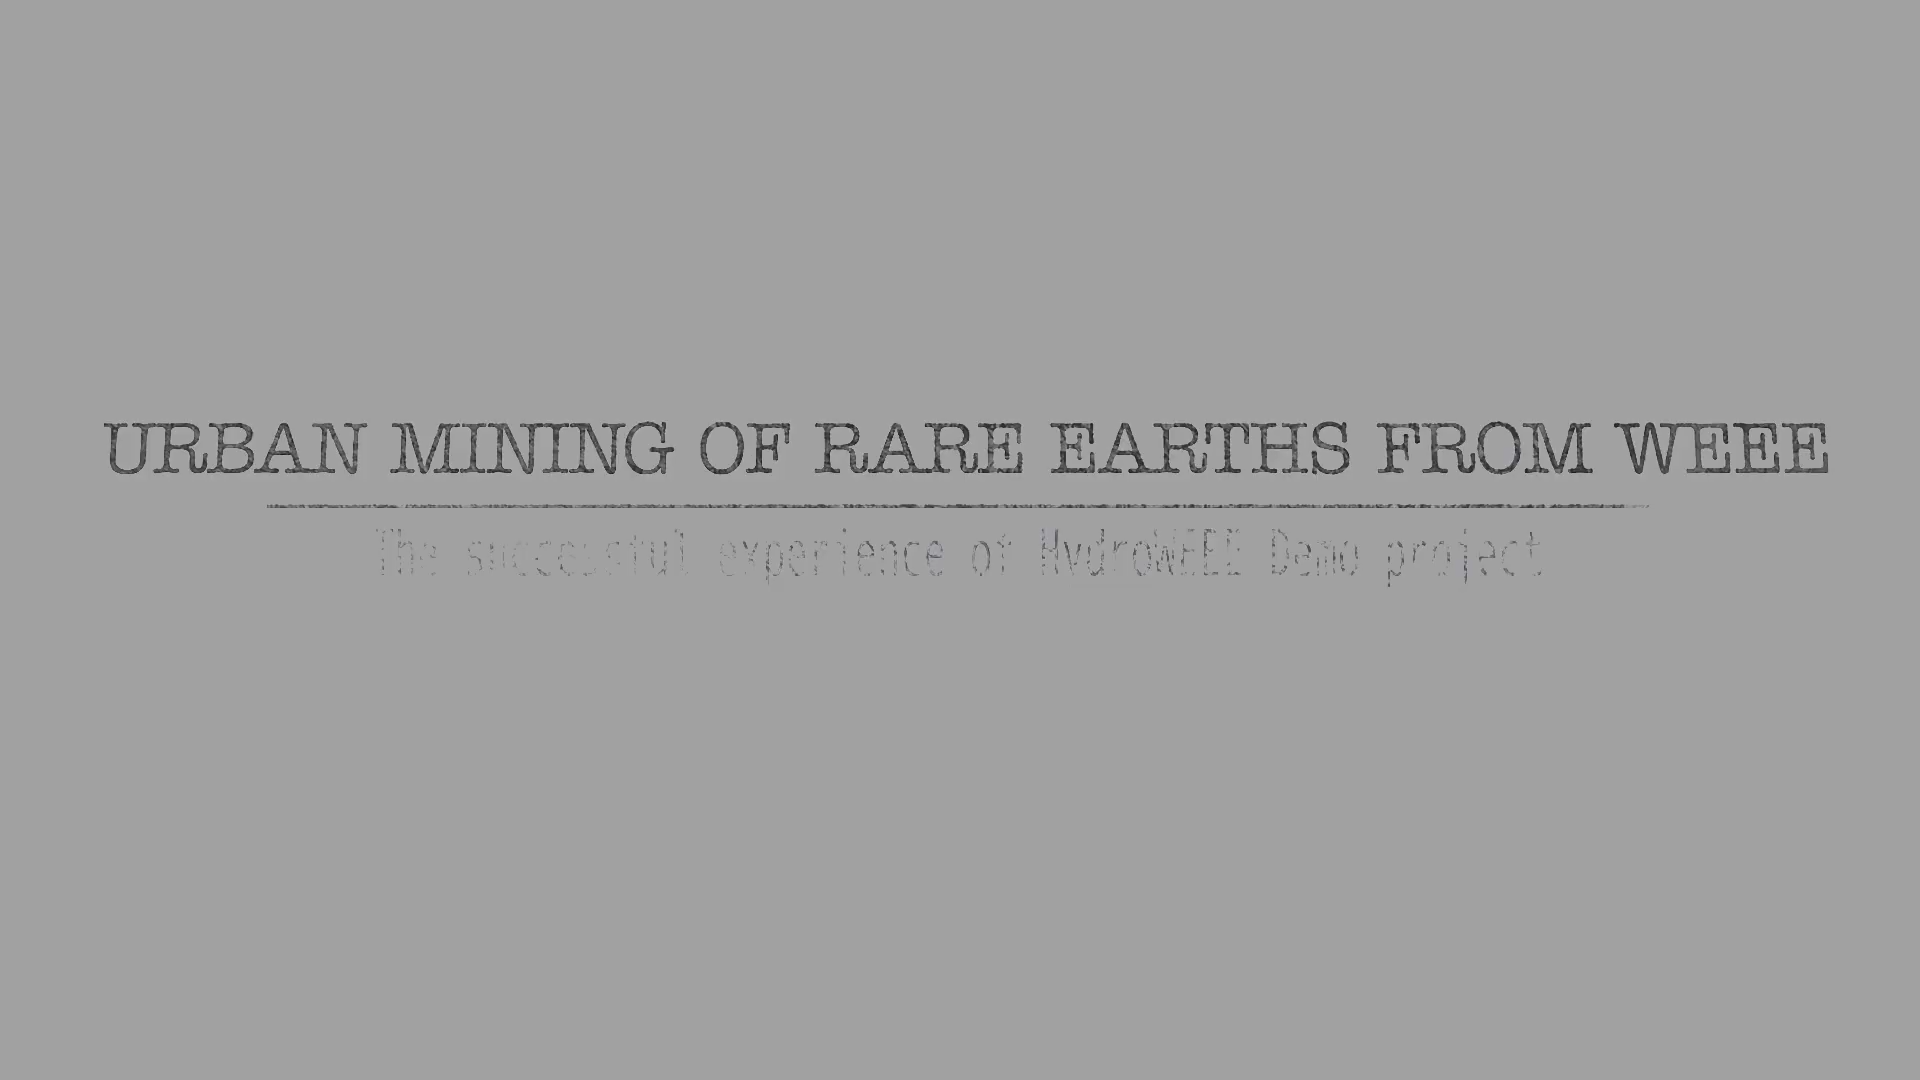 URBAN MINING OF RARE EARTHS FROM WEEE
The successful experience of HydroWEEE Demo project